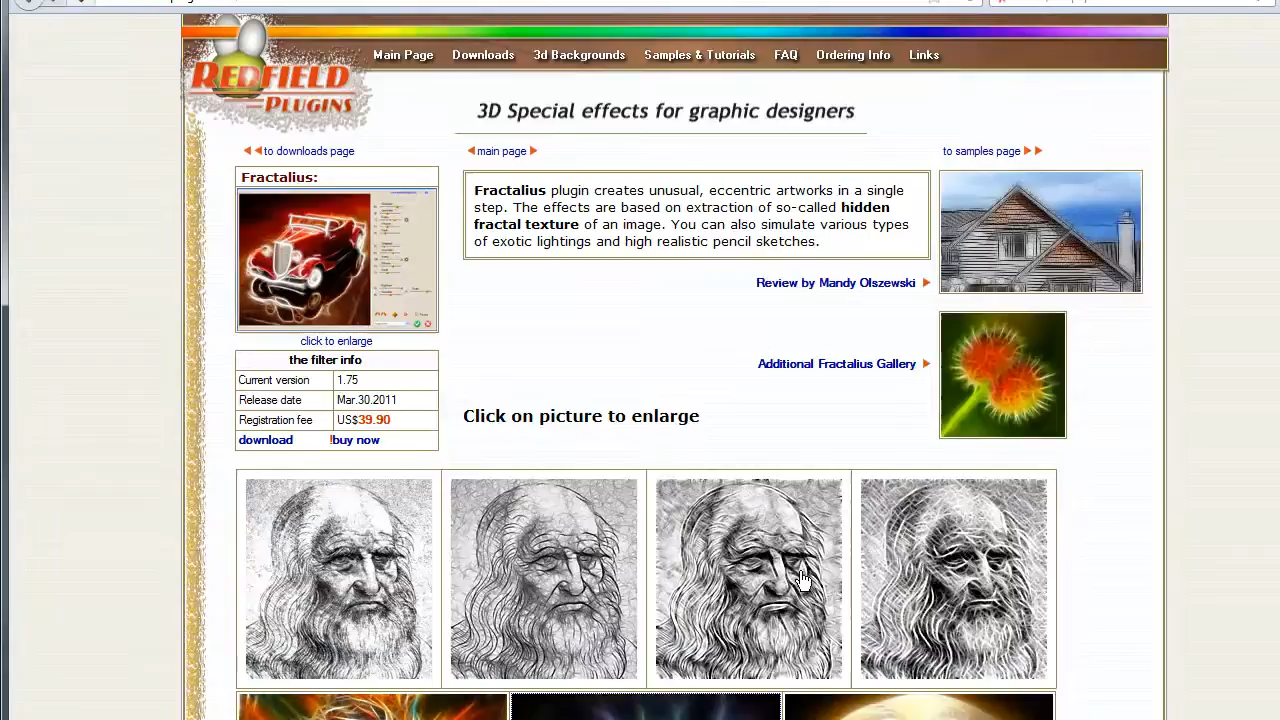 Main Page Downloads 3d Backgrounds Samples & Tutorials FAQ Ordering Info Links
REDFIELD
PLUGINS
3D Special effects for graphic designers
to downloads page
main page
to samples page
Fractalius:
Fractalius plugin creates unusual, eccentric artworks in a single
step. The effects are based on extraction of so-called hidden
fractal texture of an image. You can also simulate various types
of exotic lightings and high realistic pencil sketches.
Review by Mandy Olszewski
click to enlarge
the filter info
Current version 1.75
Release date Mar.30.2011
Registration fee US$39.90
download !buy now
Additional Fractalius Gallery
Click on picture to enlarge